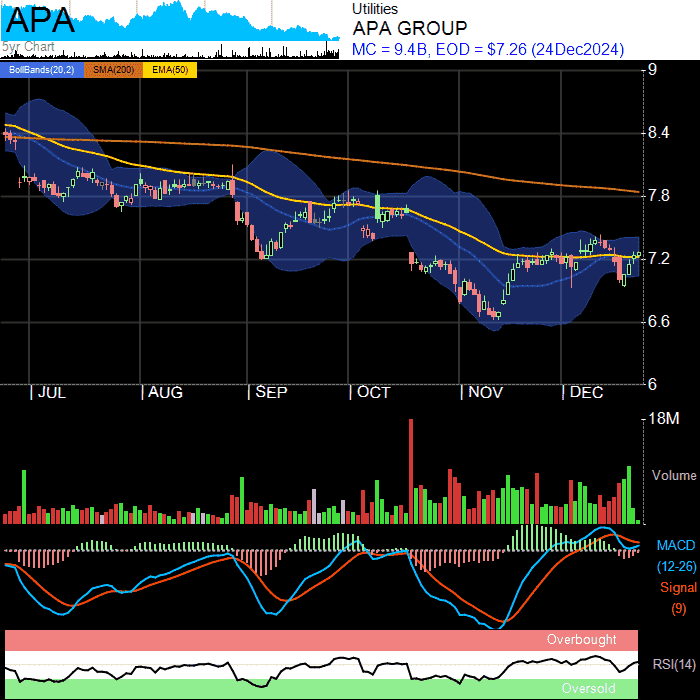 APA
5yr Chart
Utilities
APA GROUP
MC = 9.4B, EOD = $7.26 (24Dec2024)
BollBands(20,2) SMA(200) EMA(50)
9
8.4
7.8
7.2
6.6
6
| JUL | AUG | SEP | OCT | NOV | DEC
18M
Volume
MACD
(12-26)
Signal
(9)
Overbought
RSI(14)
Oversold